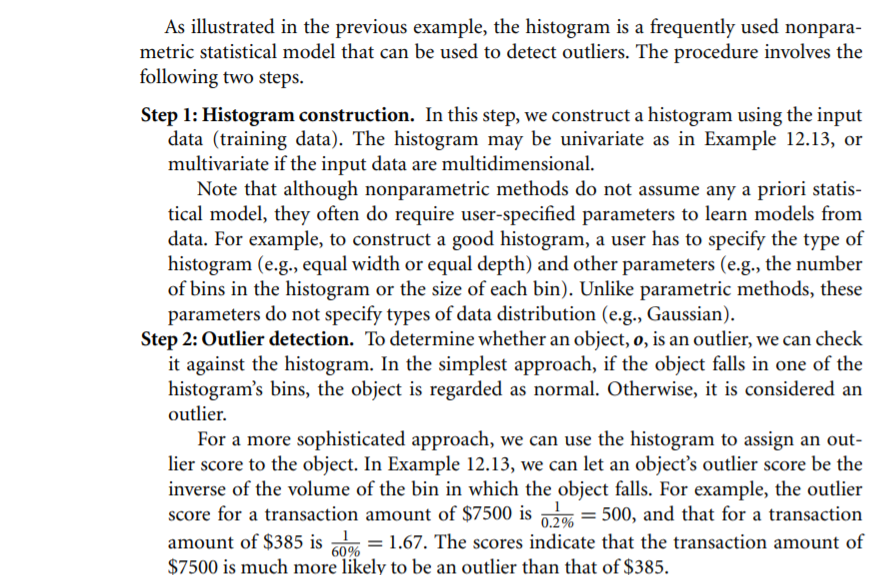 As illustrated in the previous example, the histogram is a frequently used nonpara-
metric statistical model that can be used to detect outliers. The procedure involves the
following two steps.
Step 1: Histogram construction. In this step, we construct a histogram using the input
data (training data). The histogram may be univariate as in Example 12.13, or
multivariate if the input data are multidimensional.
Note that although nonparametric methods do not assume any a priori statis-
tical model, they often do require user-specified parameters to learn models from
data. For example, to construct a good histogram, a user has to specify the type of
histogram (e.g., equal width or equal depth) and other parameters (e.g., the number
of bins in the histogram or the size of each bin). Unlike parametric methods, these
parameters do not specify types of data distribution (e.g., Gaussian).
Step 2: Outlier detection. To determine whether an object, o, is an outlier, we can check
it against the histogram. In the simplest approach, if the object falls in one of the
histogram’s bins, the object is regarded as normal. Otherwise, it is considered an
outlier.
For a more sophisticated approach, we can use the histogram to assign an out-
lier score to the object. In Example 12.13, we can let an object’s outlier score be the
inverse of the volume of the bin in which the object falls. For example, the outlier
score for a transaction amount of $7500 is 1/0.2% = 500, and that for a transaction
amount of $385 is 1/60% = 1.67. The scores indicate that the transaction amount of
$7500 is much more likely to be an outlier than that of $385.